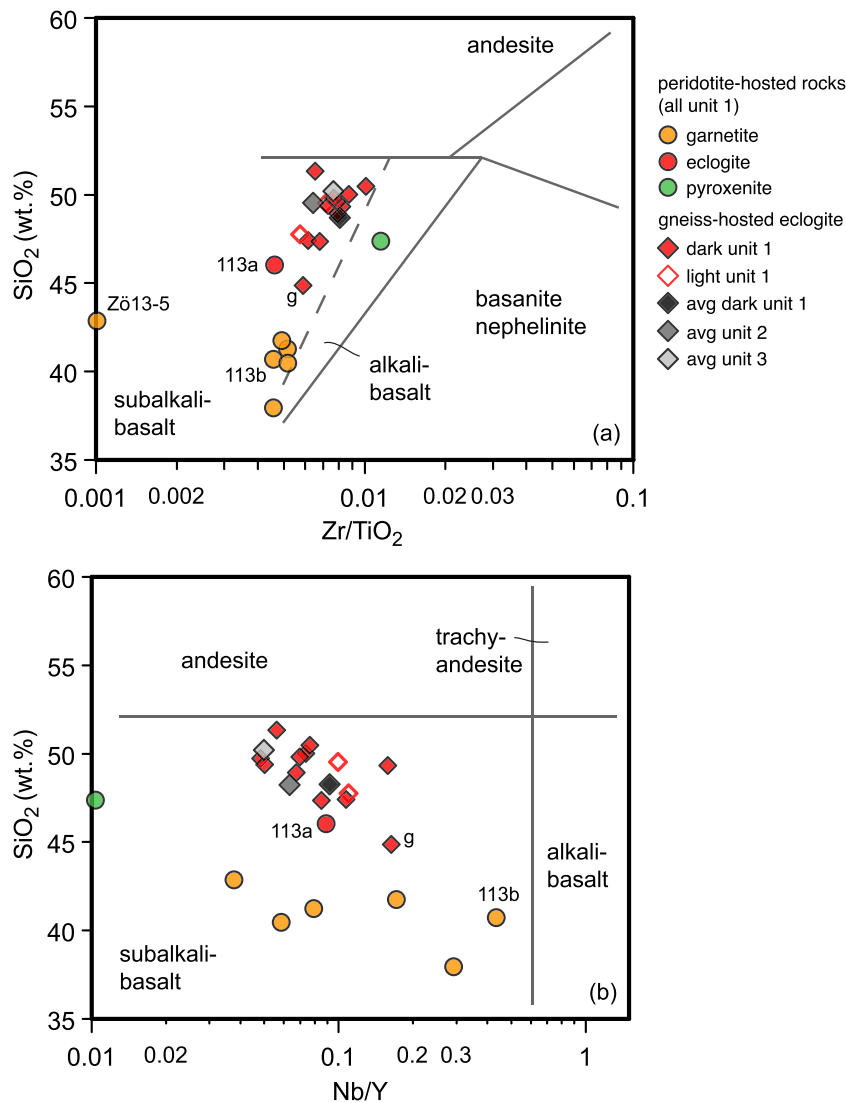 60
55
50
45
40
35
SiO2 (wt.%)
andesite
113a
g
Zö13-5
113b
basanite
nephelinite
alkali-
basalt
subalkali-
basalt
(a)
0.001
0.002
0.01
0.02
0.03
0.1
Zr/TiO2
peridotite-hosted rocks
(all unit 1)
garnetite
eclogite
pyroxenite
gneiss-hosted eclogite
dark unit 1
light unit 1
avg dark unit 1
avg unit 2
avg unit 3
60
55
50
45
40
35
SiO2 (wt.%)
andesite
trachy-
andesite
113a
g
113b
alkali-
basalt
subalkali-
basalt
(b)
0.01
0.02
0.1
0.2
0.3
1
Nb/Y